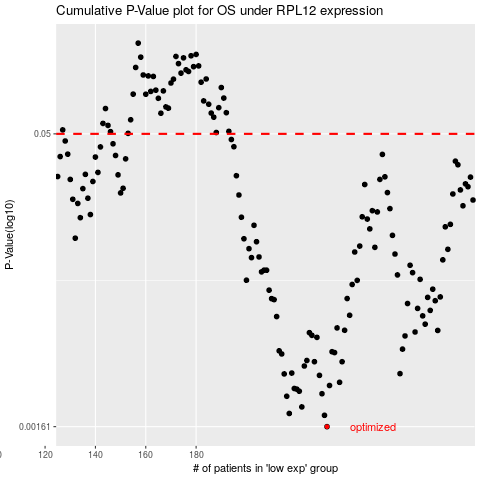 Cumulative P-Value plot for OS under RPL12 expression
P-Value(log10)
0.05
0.00161
optimized
0
120
140
160
180
# of patients in 'low exp' group